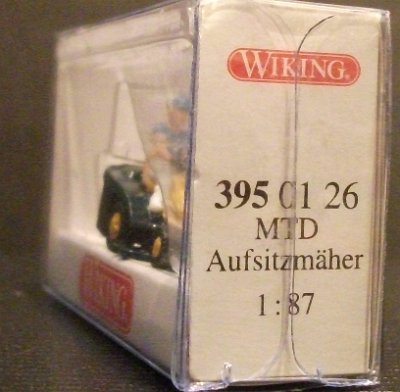 WIKING®
395 01 26
MTD
Aufsitzmäher
1:87
WIKING